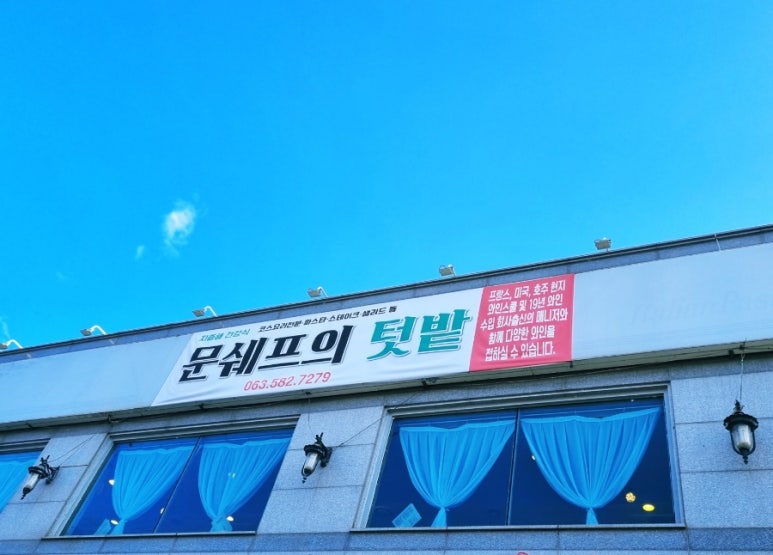 지중해 건강식 코스요리전문·파스타·스테이크·샐러드 등
문쉐프의 텃밭
063.582.7279
프랑스, 미국, 호주 현지
와인스쿨 및 19년 와인
수입 회사출신의 매니저와
함께 다양한 와인을
접하실 수 있습니다.